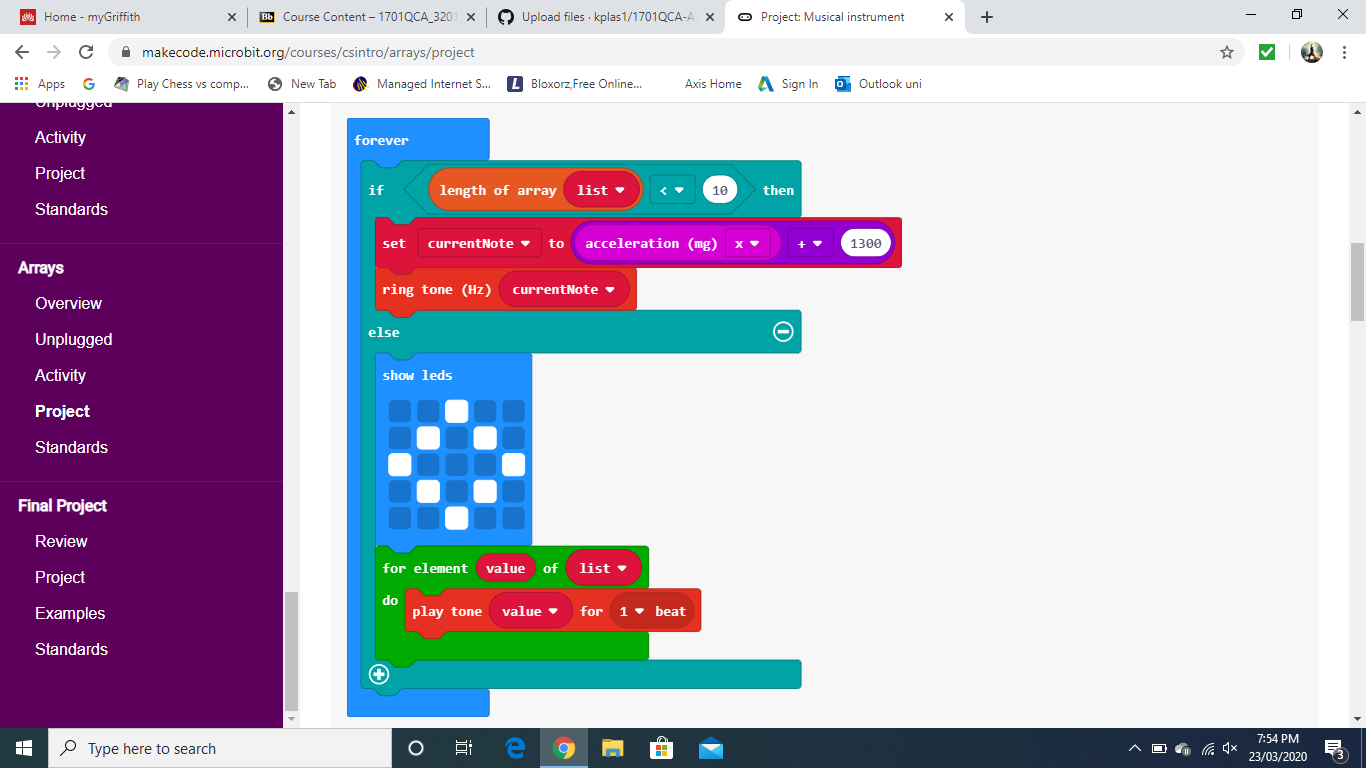 Home - myGriffith
Bb
Course Content – 1701QCA_3201
Upload files · kplas1/1701QCA-A
Project: Musical instrument
makecode.microbit.org/courses/csintro/arrays/project
Apps
G
Play Chess vs comp...
New Tab
Managed Internet S...
L
Bloxorz,Free Online...
Axis Home
Sign In
Outlook uni
Unplugged
Activity
Project
Standards
Arrays
Overview
Unplugged
Activity
Project
Standards
Final Project
Review
Project
Examples
Standards
forever
if length of array list < 10 then
set currentNote to acceleration (mg) x + 1300
ring tone (Hz) currentNote
else
show leds
for element value of list
do play tone value for 1 beat
Type here to search
7:54 PM
23/03/2020
3